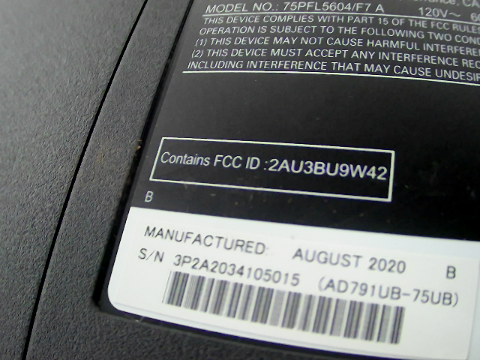 MODEL NO.: 75PFL5604/F7 A
120V~
THIS DEVICE COMPLIES WITH PART 15 OF THE FCC RULES
OPERATION IS SUBJECT TO THE FOLLOWING TWO
(1) THIS DEVICE MAY NOT CAUSE HARMFUL
(2) THIS DEVICE MUST ACCEPT ANY INTERFERENCE
INCLUDING INTERFERENCE THAT MAY CAUSE
Contains FCC ID :2AU3BU9W42
B
MANUFACTURED: AUGUST 2020 B
S/N 3P2A2034105015 (AD791UB-75UB)